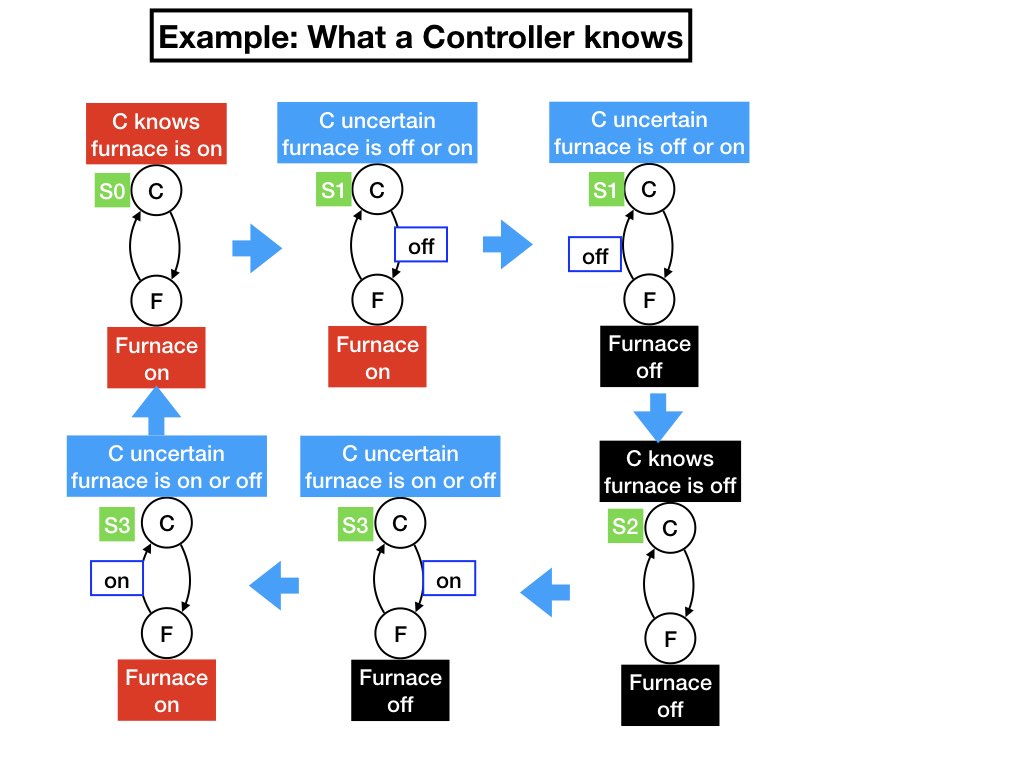 Example: What a Controller knows
C knows
furnace is on
S0
C
F
Furnace
on
C uncertain
furnace is off or on
S1
C
off
F
Furnace
on
C uncertain
furnace is off or on
S1
C
off
F
Furnace
off
C uncertain
furnace is on or off
S3
C
on
F
Furnace
on
C uncertain
furnace is on or off
S3
C
on
F
Furnace
off
C knows
furnace is off
S2
C
F
Furnace
off